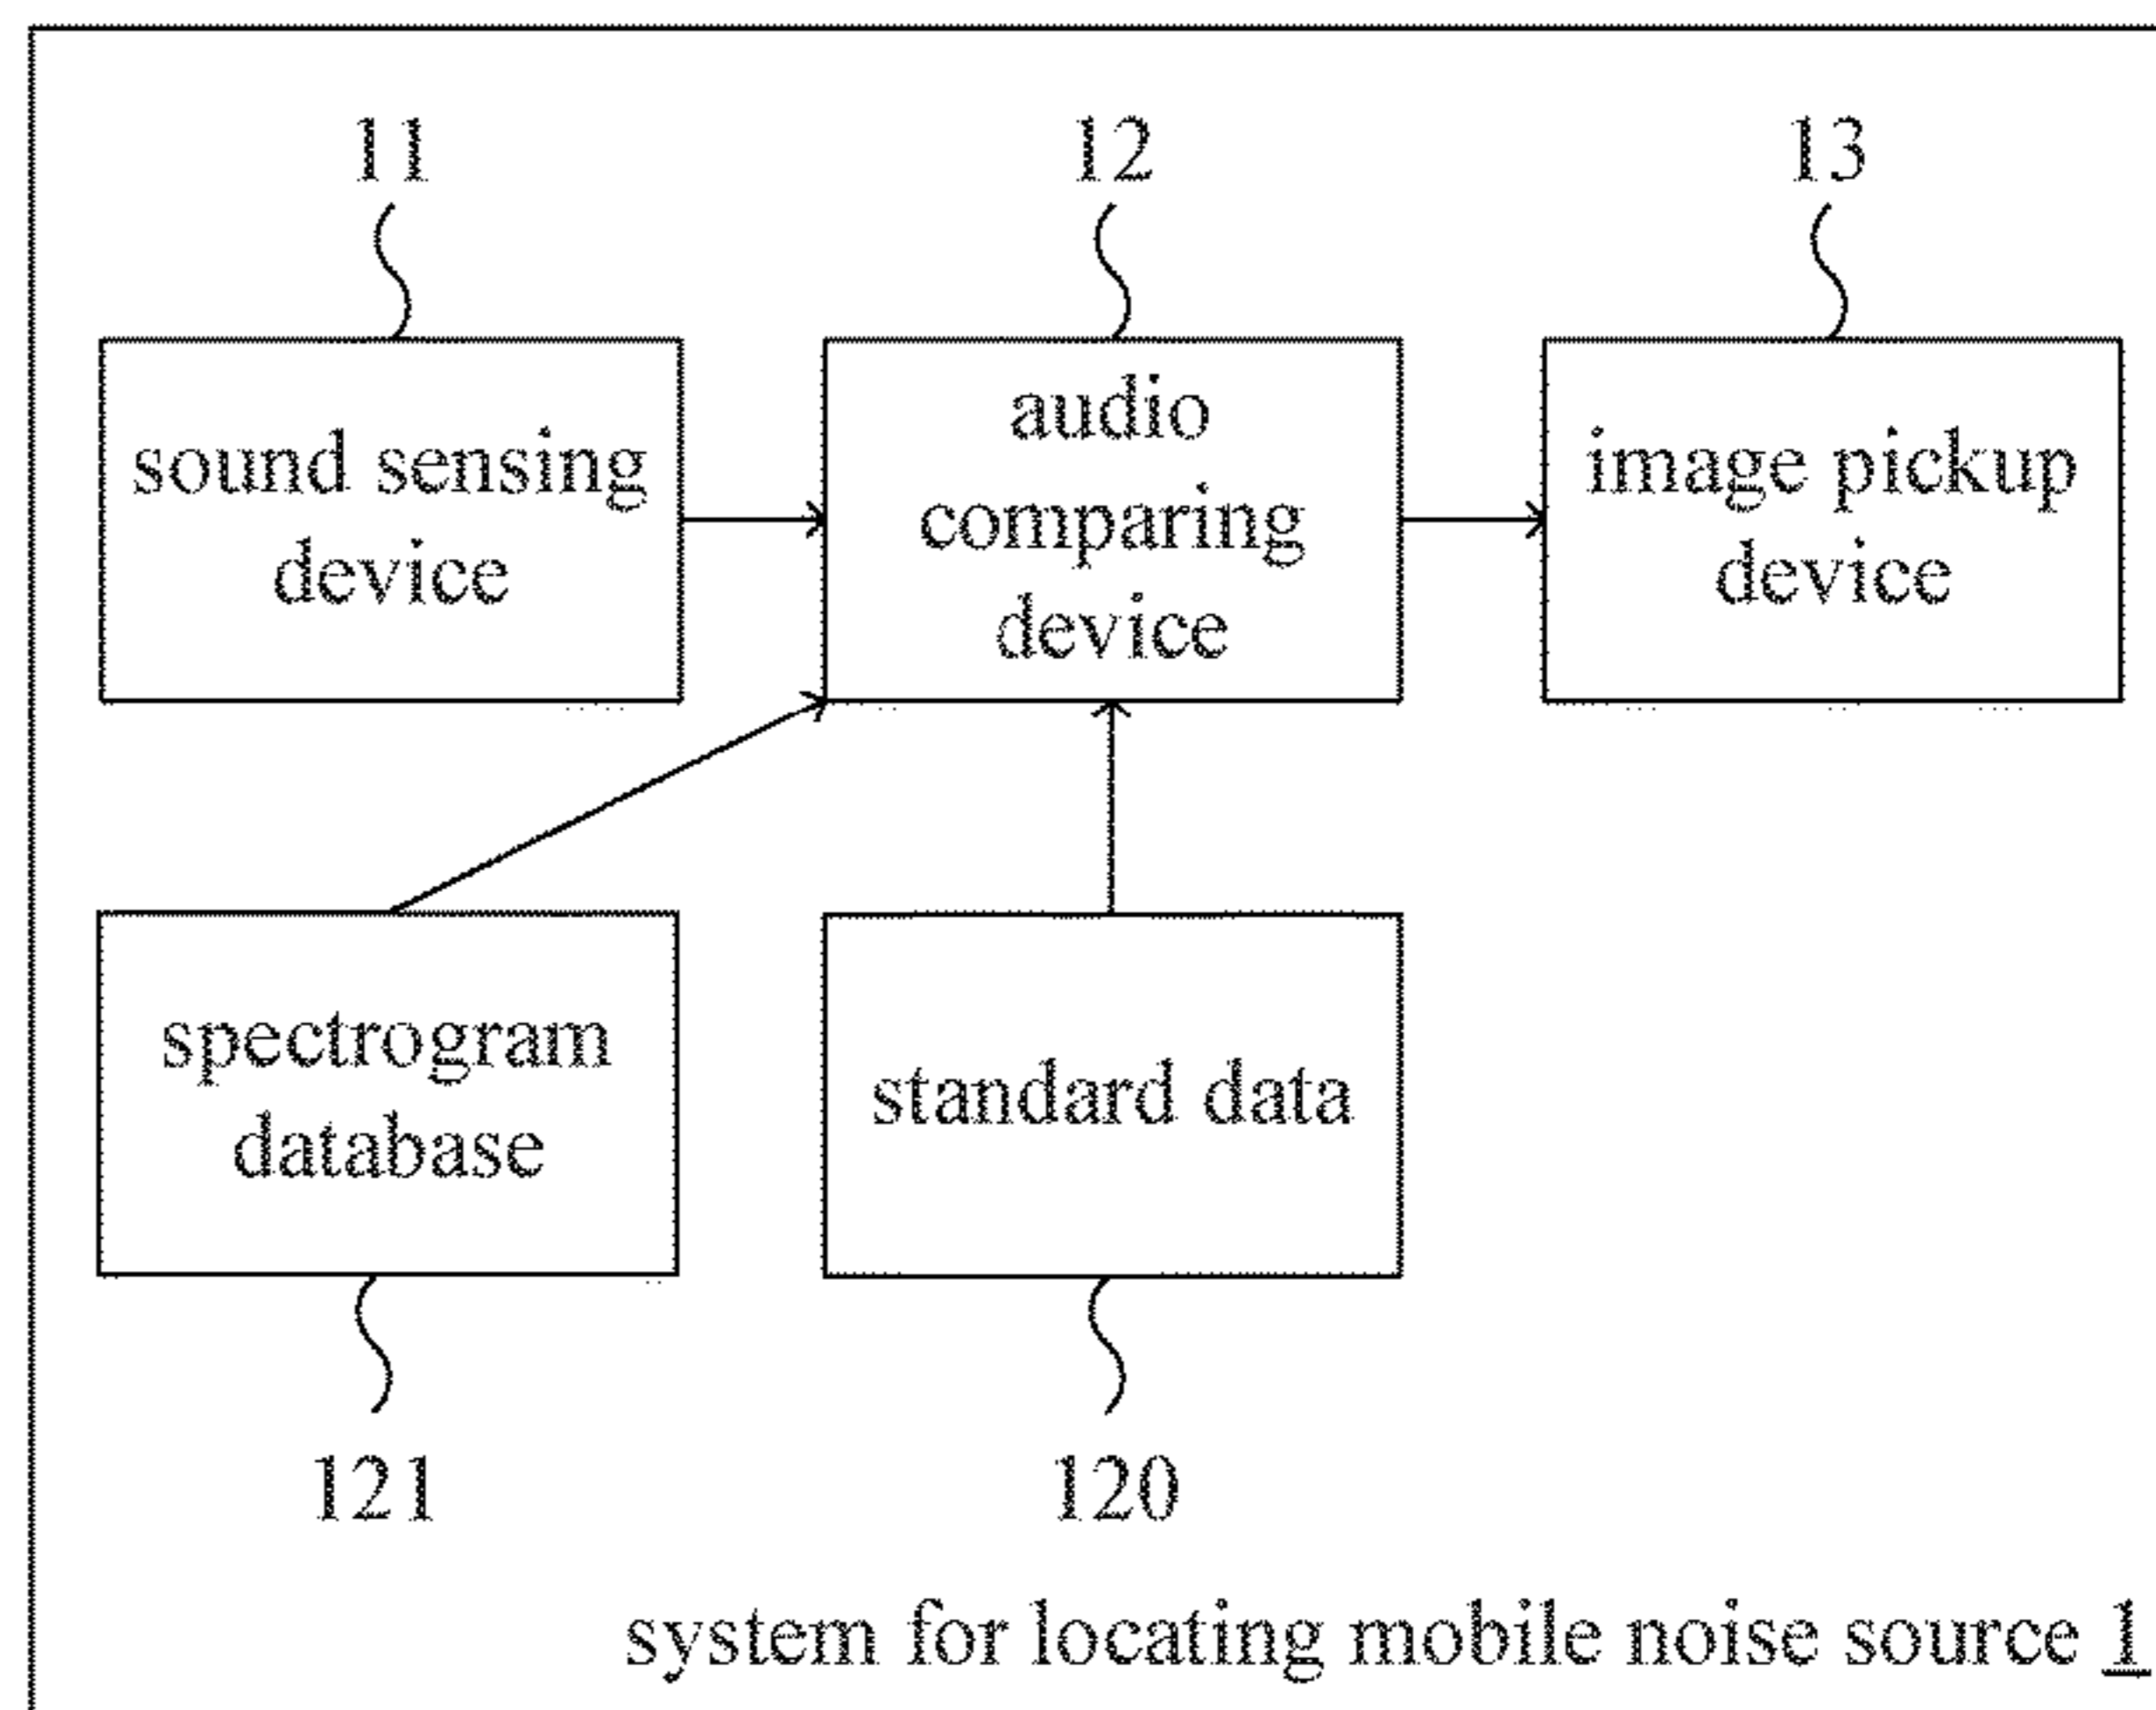 11
12
13
sound sensing
device
audio
comparing
device
image pickup
device
spectrogram
database
standard data
121
120
system for locating mobile noise source 1